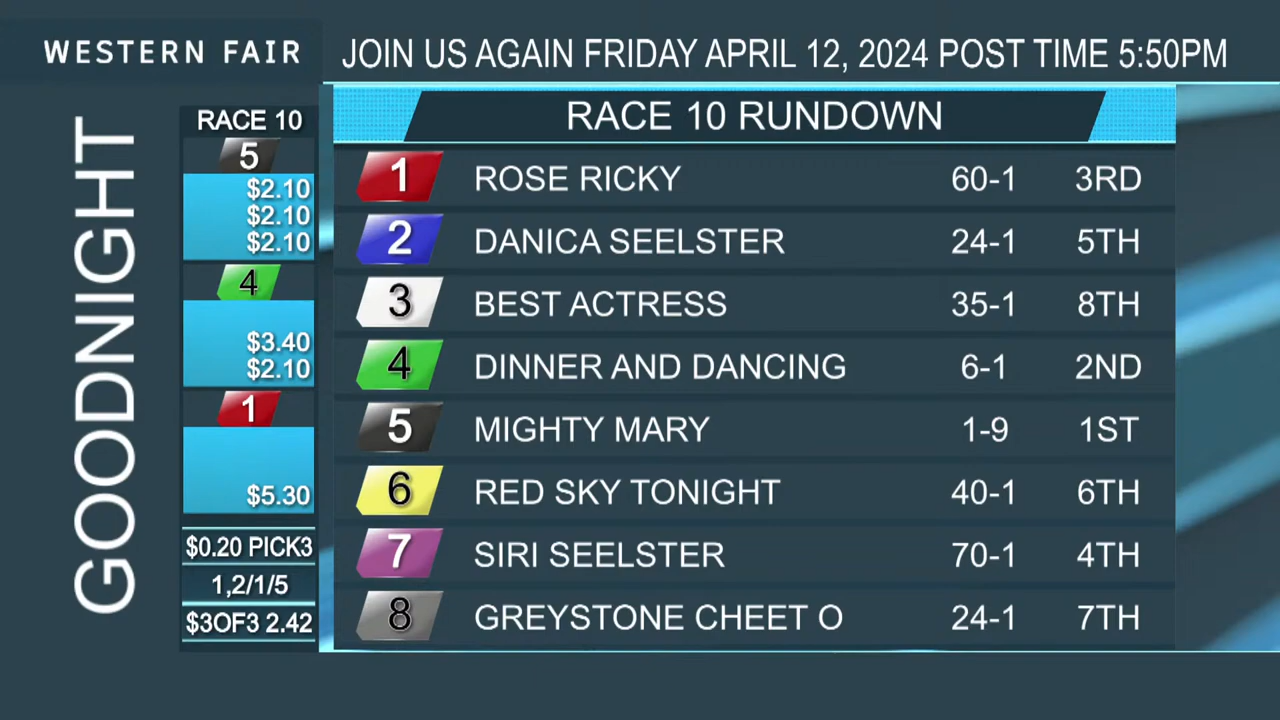 WESTERN FAIR
JOIN US AGAIN FRIDAY APRIL 12, 2024 POST TIME 5:50PM
GOODNIGHT
RACE 10
5
$2.10
$2.10
$2.10
4
$3.40
$2.10
1
$5.30
$0.20 PICK3
1,2/1/5
$3OF3 2.42
RACE 10 RUNDOWN
1 ROSE RICKY 60-1 3RD
2 DANICA SEELSTER 24-1 5TH
3 BEST ACTRESS 35-1 8TH
4 DINNER AND DANCING 6-1 2ND
5 MIGHTY MARY 1-9 1ST
6 RED SKY TONIGHT 40-1 6TH
7 SIRI SEELSTER 70-1 4TH
8 GREYSTONE CHEET O 24-1 7TH